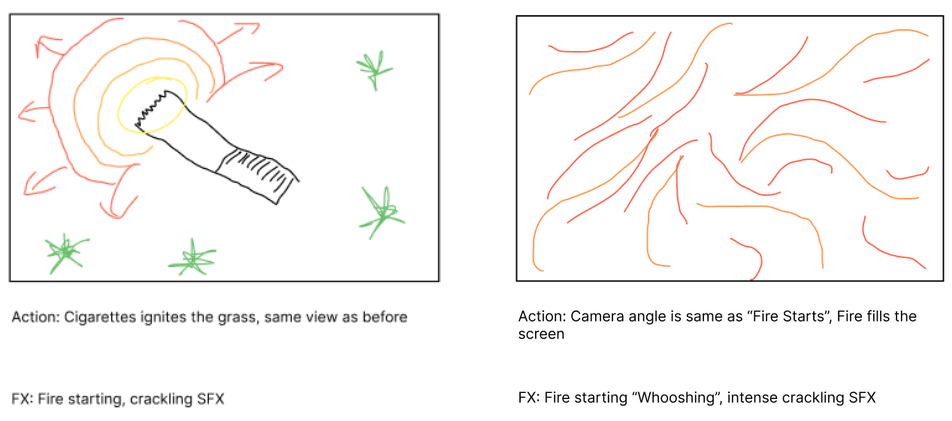 Action: Cigarettes ignites the grass, same view as before
FX: Fire starting, crackling SFX
Action: Camera angle is same as “Fire Starts”, Fire fills the
screen
FX: Fire starting “Whooshing”, intense crackling SFX